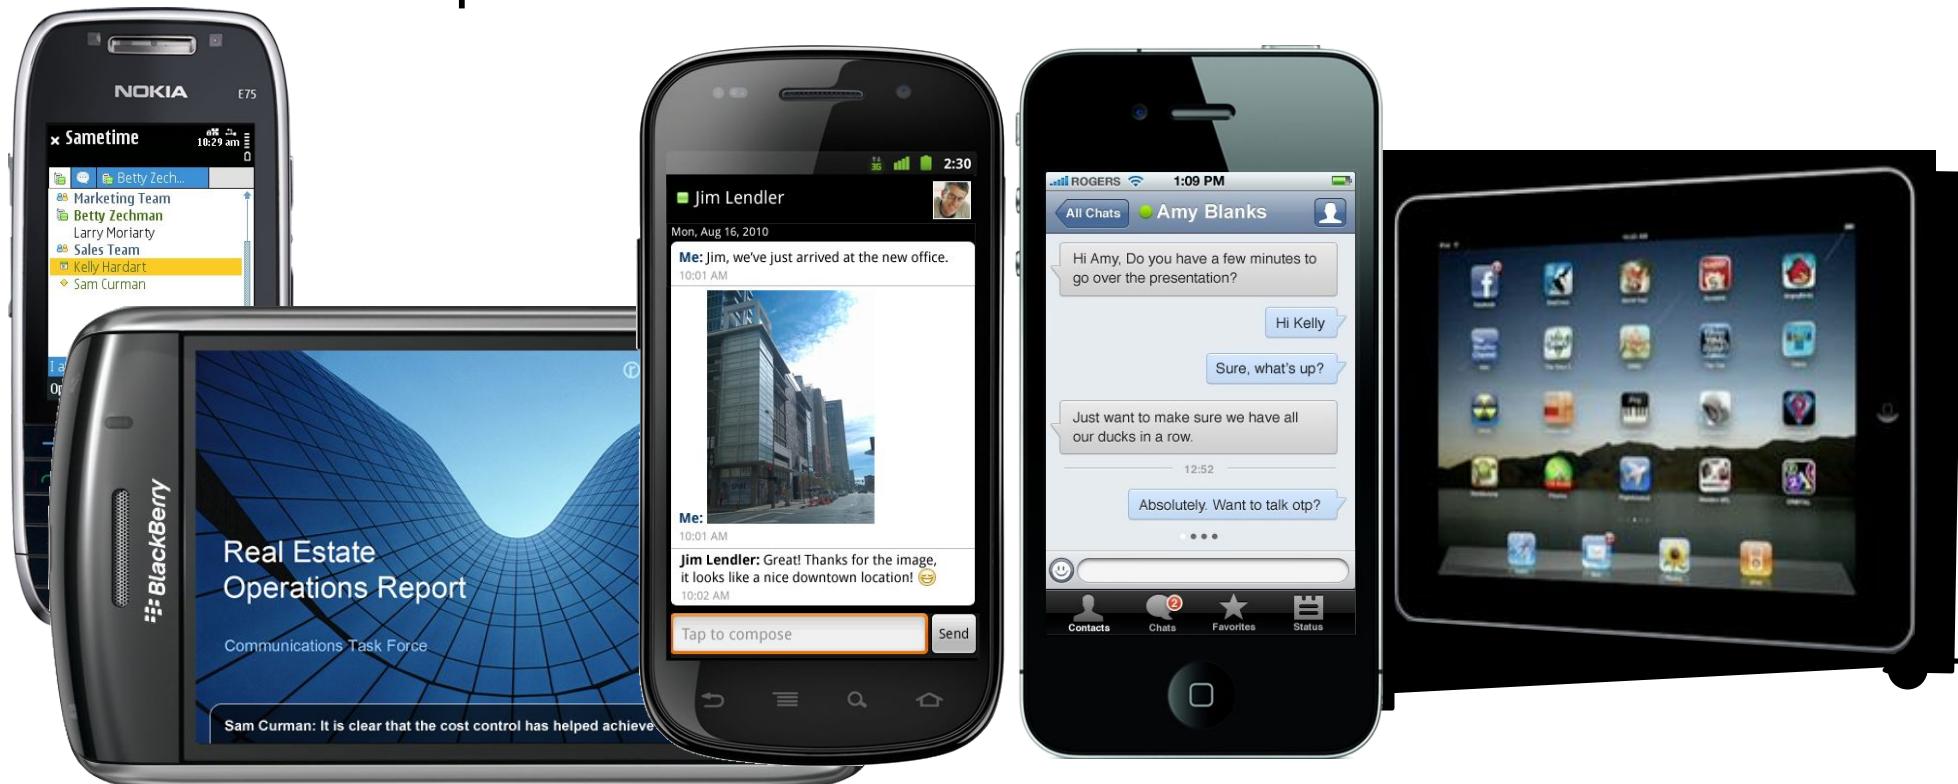 NOKIA
E75
Sametime
10:29 am
Betty Zech...
Marketing Team
Betty Zechman
Larry Moriarty
Sales Team
Kelly Hardart
Sam Curman
BlackBerry
Real Estate
Operations Report
Communications Task Force
Sam Curman: It is clear that the cost control has helped achieve
3G
2:30
Jim Lendler
Mon, Aug 16, 2010
Me: Jim, we've just arrived at the new office.
10:01 AM
Me:
10:01 AM
Jim Lendler: Great! Thanks for the image,
it looks like a nice downtown location!
10:02 AM
Tap to compose
Send
ROGERS
1:09 PM
All Chats
Amy Blanks
Hi Amy, Do you have a few minutes to
go over the presentation?
Hi Kelly
Sure, what's up?
Just want to make sure we have all
our ducks in a row.
12:52
Absolutely. Want to talk otp?
2
Contacts
Chats
Favorites
Status